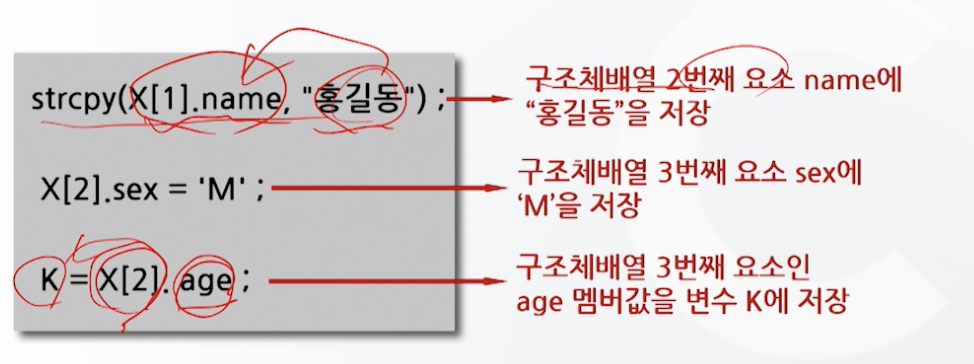 strcpy(X[1].name, "홍길동") ;
구조체배열 2번째 요소 name에
“홍길동”을 저장
X[2].sex = 'M' ;
구조체배열 3번째 요소 sex에
‘M’을 저장
K = X[2]. age ;
구조체배열 3번째 요소인
age 멤버값을 변수 K에 저장